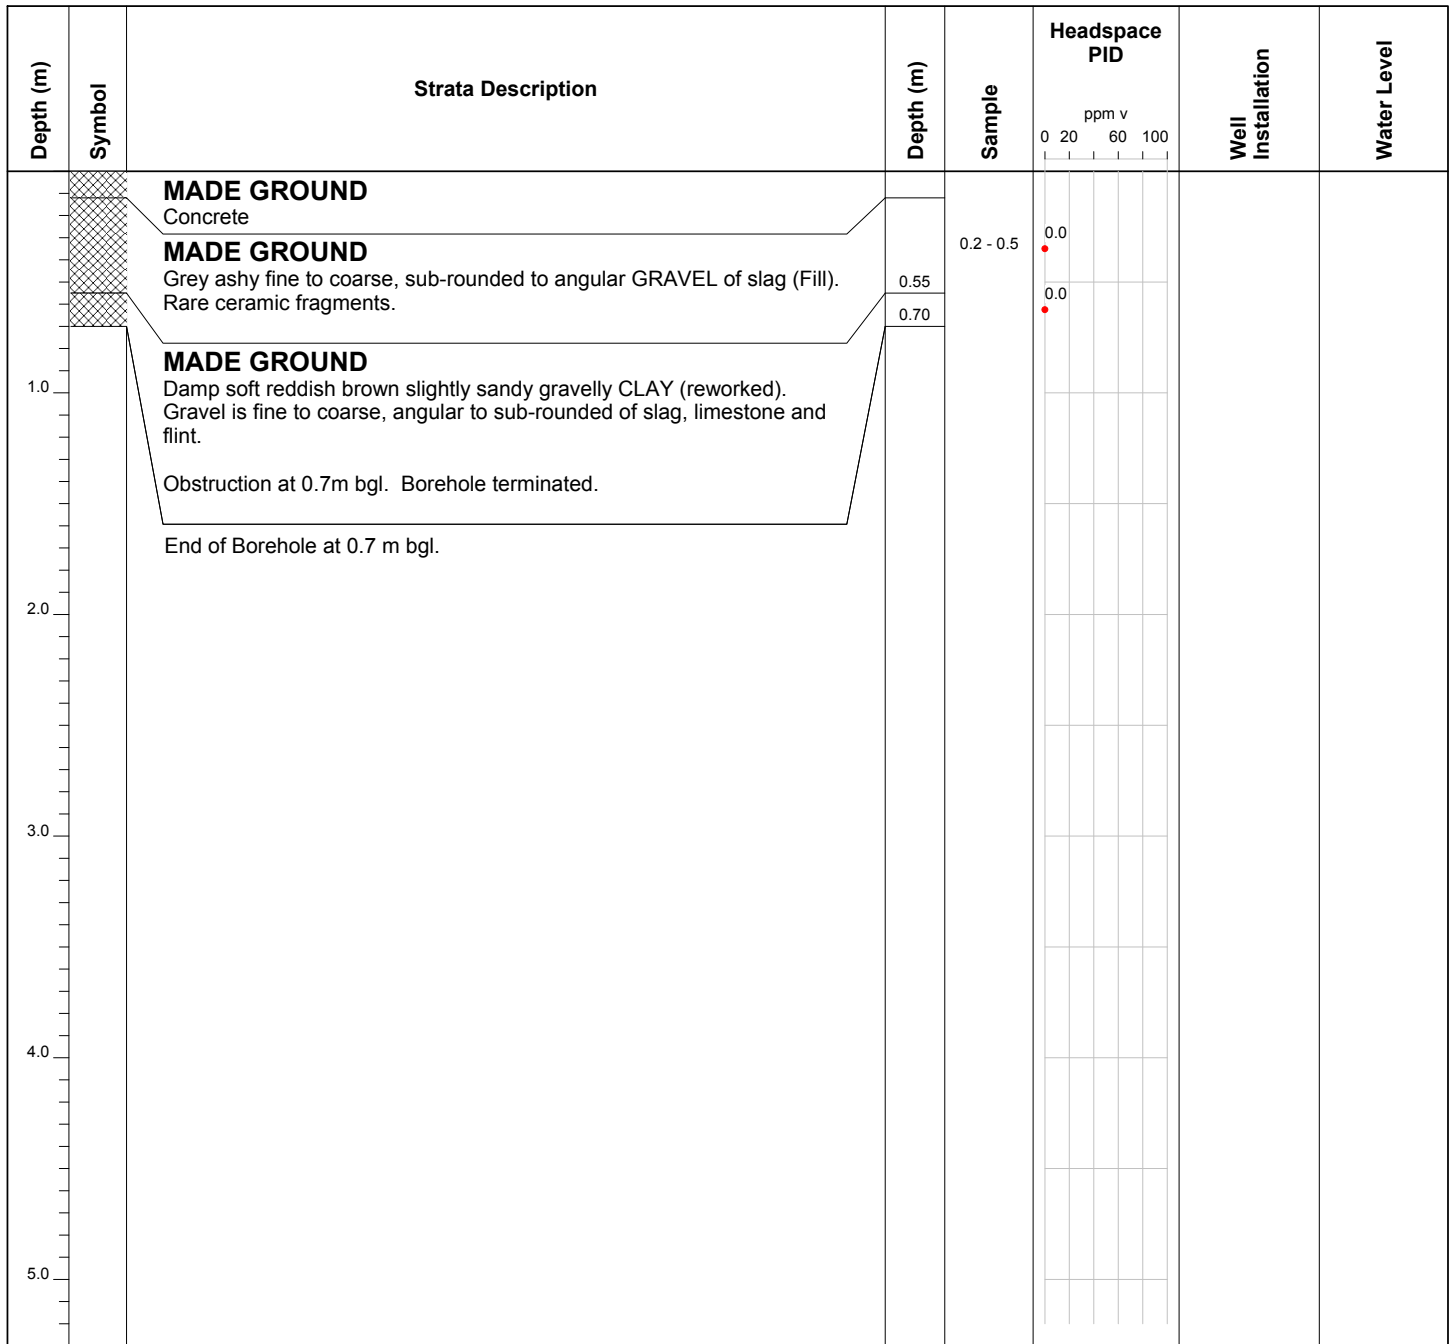 Depth (m)
Symbol
Strata Description
Depth (m)
Sample
Headspace
PID
ppm v
0 20 60 100
Well
Installation
Water Level
MADE GROUND
Concrete
MADE GROUND
Grey ashy fine to coarse, sub-rounded to angular GRAVEL of slag (Fill).
Rare ceramic fragments.
0.2 - 0.5
0.0
0.55
0.0
0.70
MADE GROUND
Damp soft reddish brown slightly sandy gravelly CLAY (reworked).
Gravel is fine to coarse, angular to sub-rounded of slag, limestone and
flint.
Obstruction at 0.7m bgl.  Borehole terminated.
End of Borehole at 0.7 m bgl.
1.0
2.0
3.0
4.0
5.0